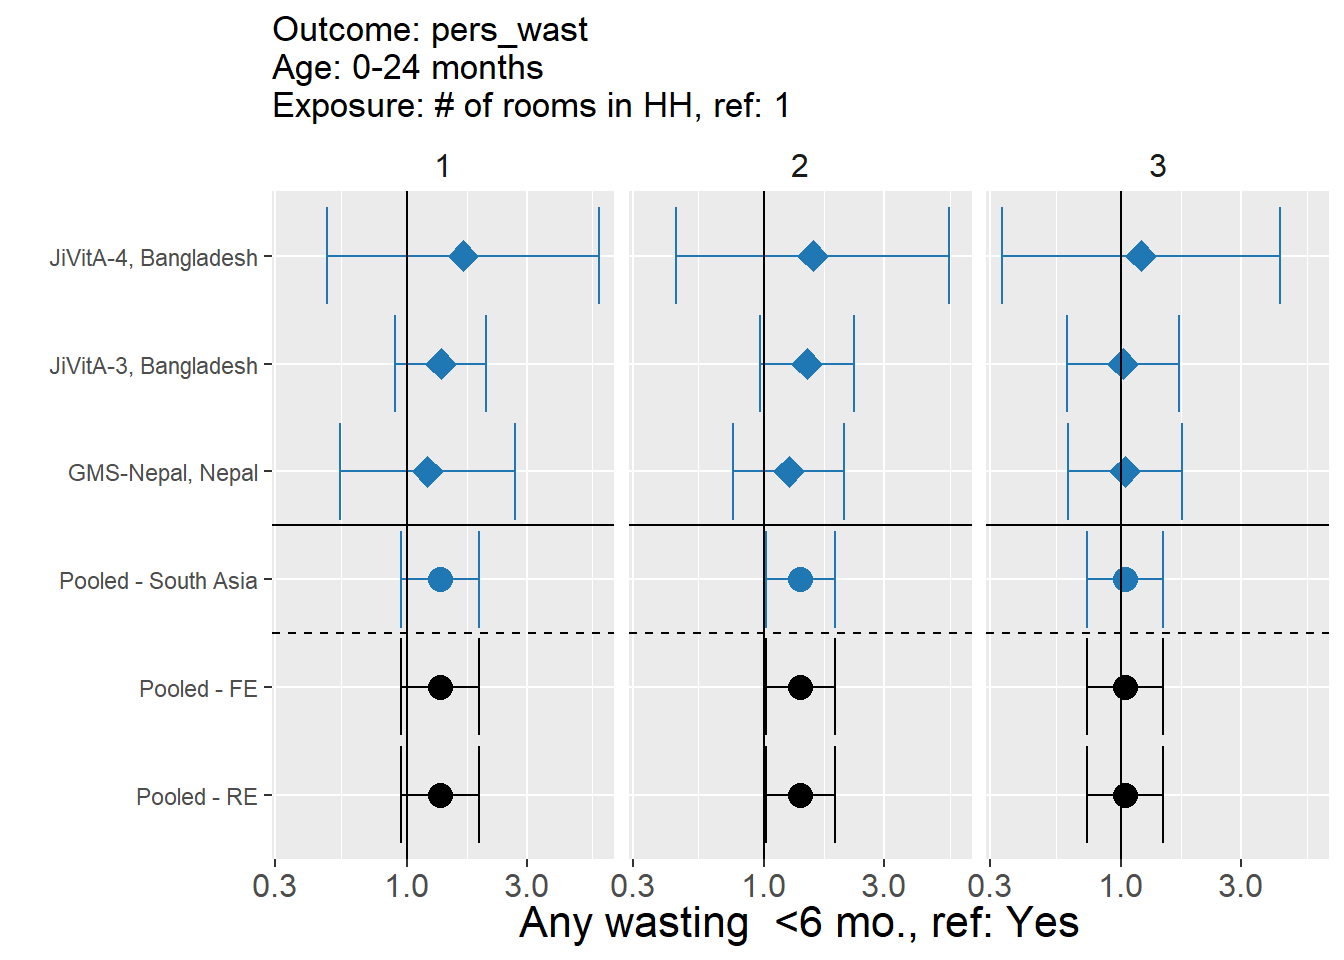 Outcome: pers_wast
Age: 0-24 months
Exposure: # of rooms in HH, ref: 1
1 2 3
JiVitA-4, Bangladesh
JiVitA-3, Bangladesh
GMS-Nepal, Nepal
Pooled - South Asia
Pooled - FE
Pooled - RE
0.3 1.0 3.0 0.3 1.0 3.0 0.3 1.0 3.0
Any wasting  <6 mo., ref: Yes